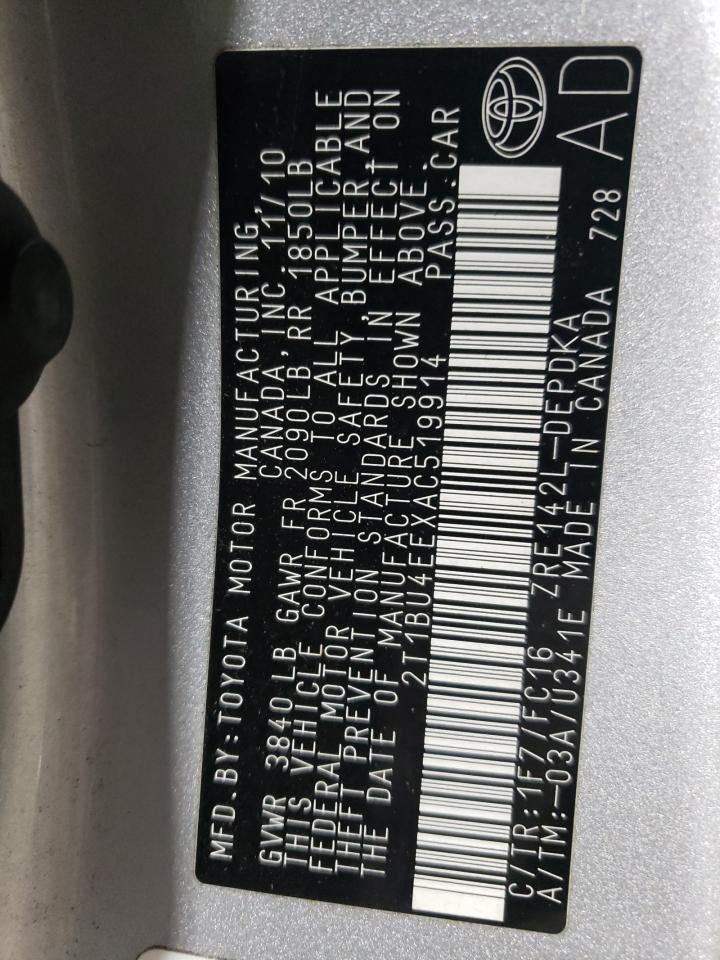 MFD.BY:TOYOTA MOTOR MANUFACTURING,
CANADA, INC. 11/10
GVWR 3840 LB GAWR FR 2090LB, RR 1850LB
THIS VEHICLE CONFORMS TO ALL APPLICABLE
FEDERAL MOTOR VEHICLE SAFETY, BUMPER, AND
THEFT PREVENTION STANDARDS IN EFFECT ON
THE DATE OF MANUFACTURE SHOWN ABOVE.
2T1BU4EEXAC519914 PASS.CAR
C/TR:1F7/FC16 ZRE142L-DEPDKA
A/TM:-03A/U341E MADE IN CANADA 728
AD